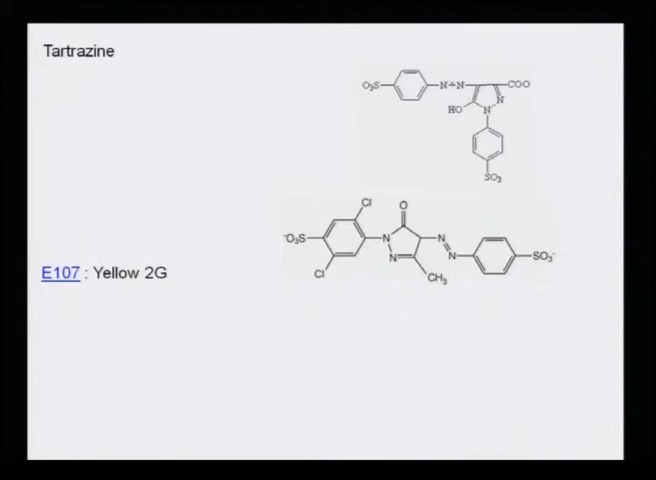 Tartrazine
O₃S
N=N
COO
HO
N
N
SO₃
Cl
O
⁻O₃S
N
N
N
N
SO₃⁻
Cl
CH₃
E107 : Yellow 2G